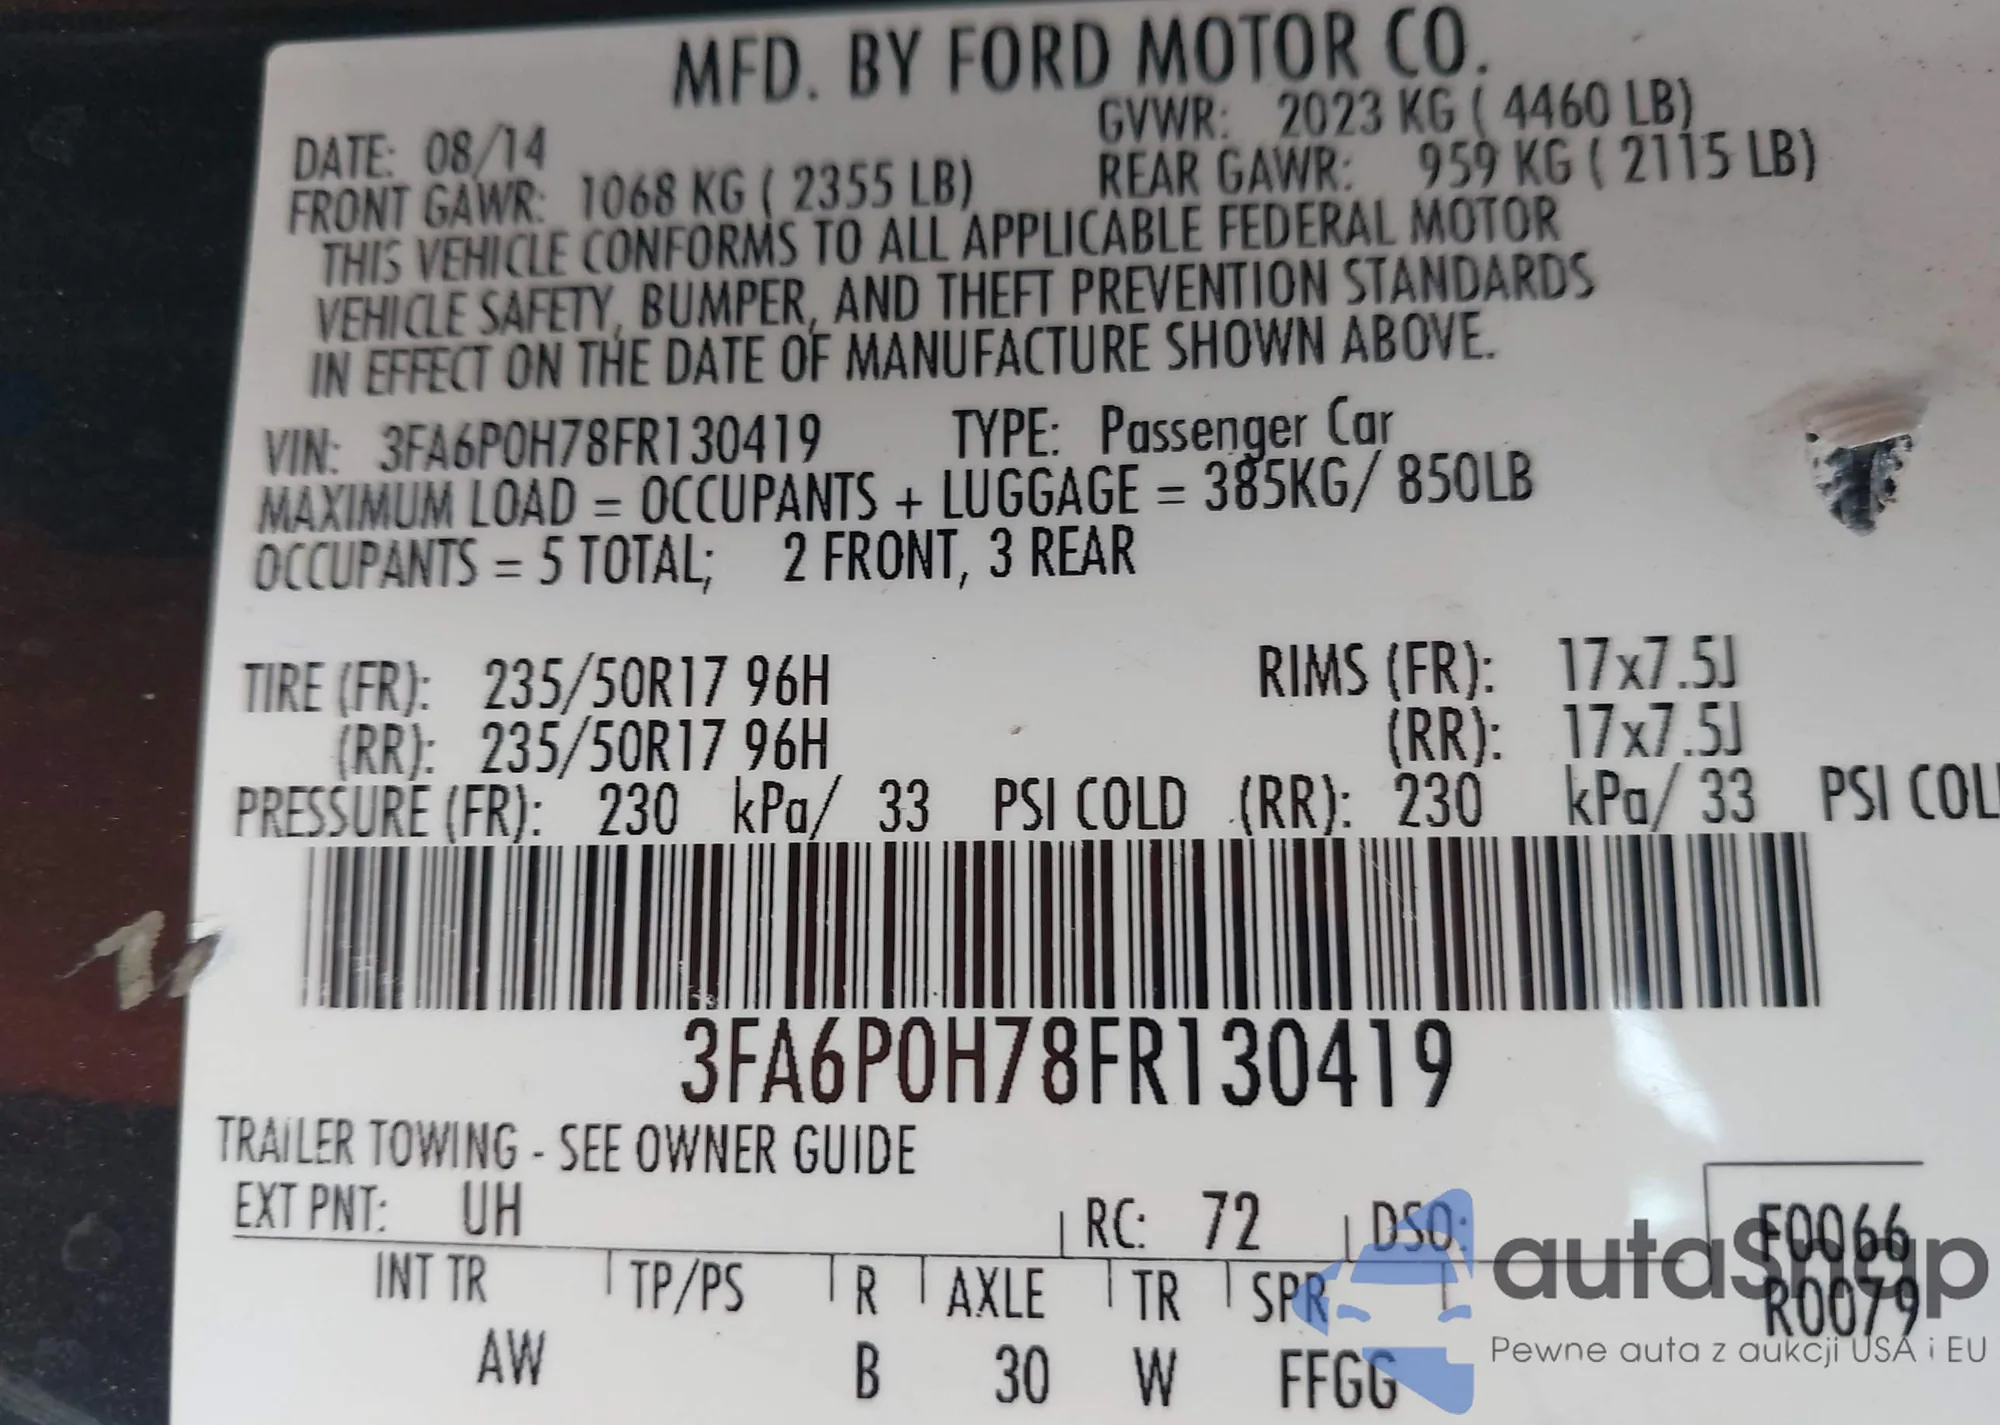 MFD. BY FORD MOTOR CO.
DATE: 08/14 GVWR: 2023 KG ( 4460 LB)
FRONT GAWR: 1068 KG ( 2355 LB) REAR GAWR: 959 KG ( 2115 LB)
THIS VEHICLE CONFORMS TO ALL APPLICABLE FEDERAL MOTOR
VEHICLE SAFETY, BUMPER, AND THEFT PREVENTION STANDARDS
IN EFFECT ON THE DATE OF MANUFACTURE SHOWN ABOVE.
VIN: 3FA6P0H78FR130419 TYPE: Passenger Car
MAXIMUM LOAD = OCCUPANTS + LUGGAGE = 385KG/ 850LB
OCCUPANTS = 5 TOTAL; 2 FRONT, 3 REAR
TIRE (FR): 235/50R17 96H RIMS (FR): 17x7.5J
(RR): 235/50R17 96H (RR): 17x7.5J
PRESSURE (FR): 230 kPa/ 33 PSI COLD (RR): 230 kPa/ 33 PSI COL
3FA6P0H78FR130419
TRAILER TOWING - SEE OWNER GUIDE
EXT PNT: UH RC: 72 DSO:
F0066
R0079
INT TR TP/PS R AXLE TR SPR
AW B 30 W FFGG
autaSnap
Pewne auta z aukcji USA i EU